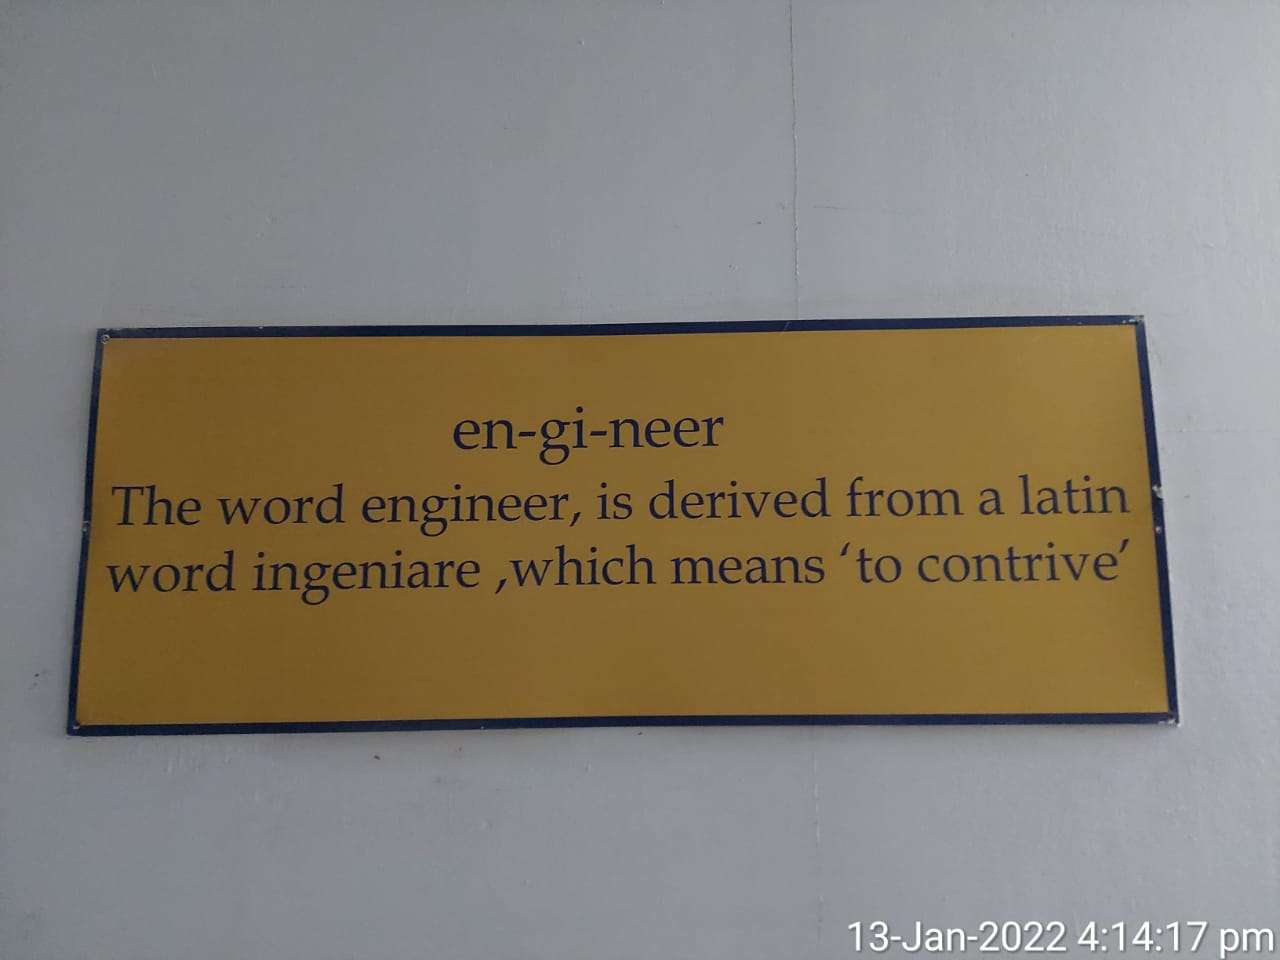 en-gi-neer
The word engineer, is derived from a latin
word ingeniare ,which means ‘to contrive’
13-Jan-2022 4:14:17 pm